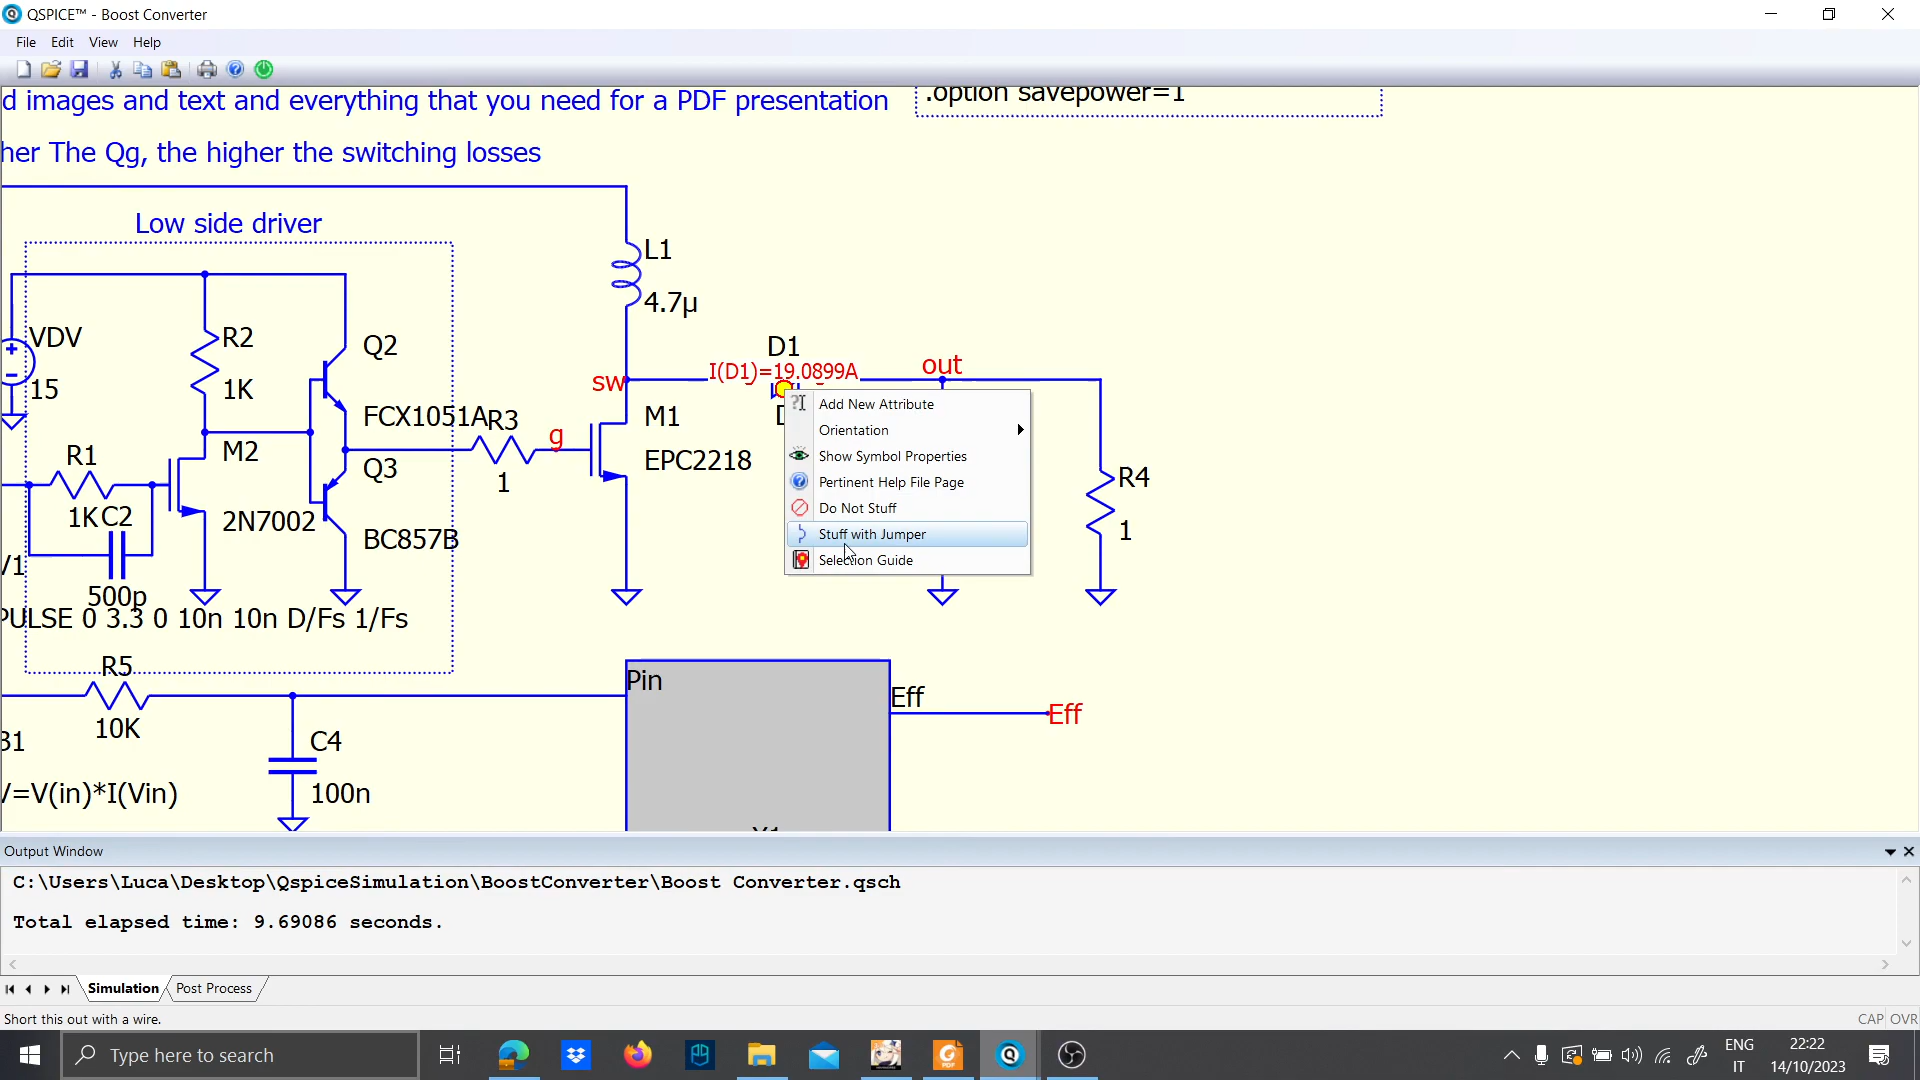 QSPICE™ - Boost Converter
File Edit View Help
d images and text and everything that you need for a PDF presentation
.option savepower=1
her The Qg, the higher the switching losses
Low side driver
L1
4.7µ
VDV
15
R2
1K
Q2
FCX1051A
D1
I(D1)=19.0899A
out
sw
R3
1
g
M1
EPC2218
R1
1K
C2
500p
M2
2N7002
Q3
BC857B
R4
1
Add New Attribute
Orientation
Show Symbol Properties
Pertinent Help File Page
Do Not Stuff
Stuff with Jumper
Selection Guide
PULSE 0 3.3 0 10n 10n D/Fs 1/Fs
R5
10K
C4
100n
V=V(in)*I(Vin)
Pin
Eff
Eff
Output Window
C:\Users\Luca\Desktop\QspiceSimulation\BoostConverter\Boost Converter.qsch
Total elapsed time: 9.69086 seconds.
Simulation Post Process
Short this out with a wire.
CAP OVR
Type here to search
ENG
IT
22:22
14/10/2023